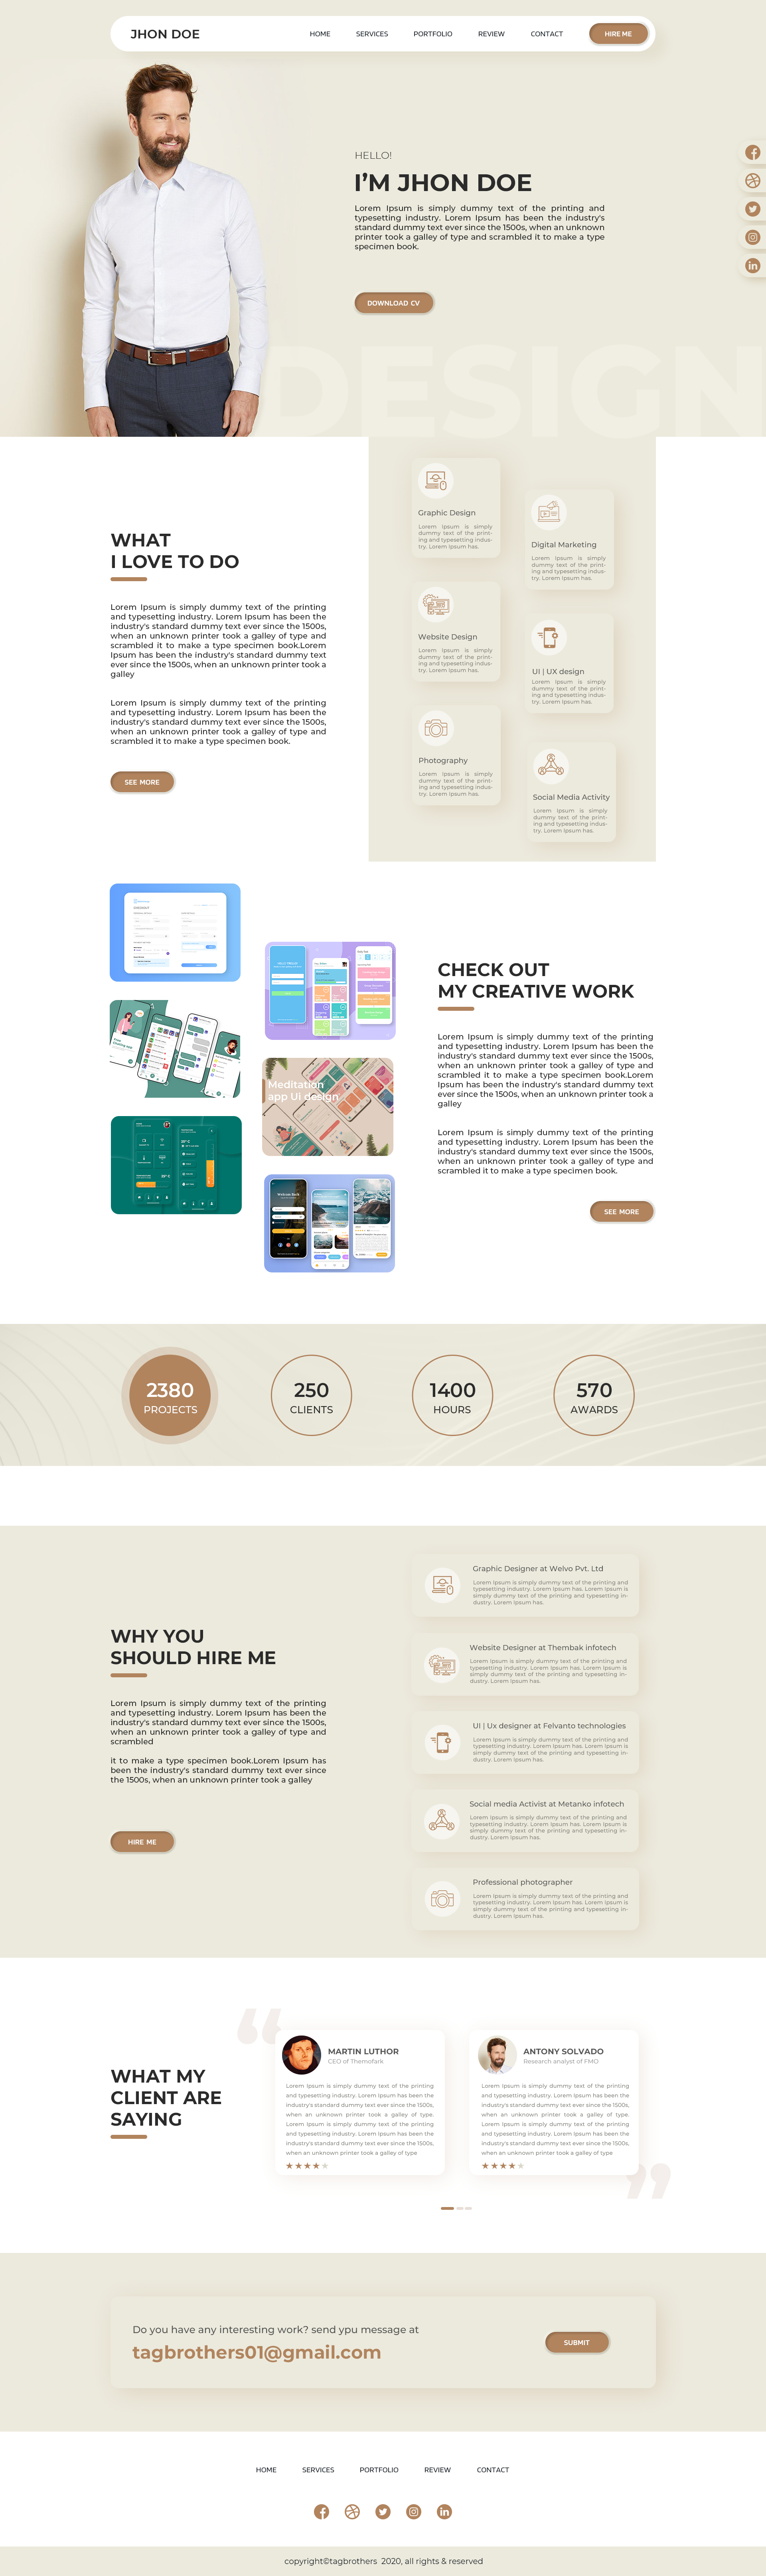 JHON DOE
HOME
SERVICES
PORTFOLIO
REVIEW
CONTACT
HIRE ME
HELLO!
I'M JHON DOE
Lorem Ipsum is simply dummy text of the printing and
typesetting industry. Lorem Ipsum has been the industry's
standard dummy text ever since the 1500s, when an unknown
printer took a galley of type and scrambled it to make a type
specimen book.
DOWNLOAD CV
DESIGN
WHAT
I LOVE TO DO
Lorem Ipsum is simply dummy text of the printing
and typesetting industry. Lorem Ipsum has been the
industry's standard dummy text ever since the 1500s,
when an unknown printer took a galley of type and
scrambled it to make a type specimen book.Lorem
Ipsum has been the industry's standard dummy text
ever since the 1500s, when an unknown printer took a
galley
Lorem Ipsum is simply dummy text of the printing
and typesetting industry. Lorem Ipsum has been the
industry's standard dummy text ever since the 1500s,
when an unknown printer took a galley of type and
scrambled it to make a type specimen book.
SEE MORE
Graphic Design
Lorem Ipsum is simply
dummy text of the print-
ing and typesetting indus-
try. Lorem Ipsum has.
Digital Marketing
Lorem Ipsum is simply
dummy text of the print-
ing and typesetting indus-
try. Lorem Ipsum has.
Website Design
Lorem Ipsum is simply
dummy text of the print-
ing and typesetting indus-
try. Lorem Ipsum has.
UI | UX design
Lorem Ipsum is simply
dummy text of the print-
ing and typesetting indus-
try. Lorem Ipsum has.
Photography
Lorem Ipsum is simply
dummy text of the print-
ing and typesetting indus-
try. Lorem Ipsum has.
Social Media Activity
Lorem Ipsum is simply
dummy text of the print-
ing and typesetting indus-
try. Lorem Ipsum has.
Meditation
app Ui design
CHECK OUT
MY CREATIVE WORK
Lorem Ipsum is simply dummy text of the printing
and typesetting industry. Lorem Ipsum has been the
industry's standard dummy text ever since the 1500s,
when an unknown printer took a galley of type and
scrambled it to make a type specimen book.Lorem
Ipsum has been the industry's standard dummy text
ever since the 1500s, when an unknown printer took a
galley
Lorem Ipsum is simply dummy text of the printing
and typesetting industry. Lorem Ipsum has been the
industry's standard dummy text ever since the 1500s,
when an unknown printer took a galley of type and
scrambled it to make a type specimen book.
SEE MORE
2380
PROJECTS
250
CLIENTS
1400
HOURS
570
AWARDS
WHY YOU
SHOULD HIRE ME
Lorem Ipsum is simply dummy text of the printing
and typesetting industry. Lorem Ipsum has been the
industry's standard dummy text ever since the 1500s,
when an unknown printer took a galley of type and
scrambled
it to make a type specimen book.Lorem Ipsum has
been the industry's standard dummy text ever since
the 1500s, when an unknown printer took a galley
HIRE ME
Graphic Designer at Welvo Pvt. Ltd
Lorem Ipsum is simply dummy text of the printing and
typesetting industry. Lorem Ipsum has. Lorem Ipsum is
simply dummy text of the printing and typesetting in-
dustry. Lorem Ipsum has.
Website Designer at Thembak infotech
Lorem Ipsum is simply dummy text of the printing and
typesetting industry. Lorem Ipsum has. Lorem Ipsum is
simply dummy text of the printing and typesetting in-
dustry. Lorem Ipsum has.
UI | Ux designer at Felvanto technologies
Lorem Ipsum is simply dummy text of the printing and
typesetting industry. Lorem Ipsum has. Lorem Ipsum is
simply dummy text of the printing and typesetting in-
dustry. Lorem Ipsum has.
Social media Activist at Metanko infotech
Lorem Ipsum is simply dummy text of the printing and
typesetting industry. Lorem Ipsum has. Lorem Ipsum is
simply dummy text of the printing and typesetting in-
dustry. Lorem Ipsum has.
Professional photographer
Lorem Ipsum is simply dummy text of the printing and
typesetting industry. Lorem Ipsum has. Lorem Ipsum is
simply dummy text of the printing and typesetting in-
dustry. Lorem Ipsum has.
WHAT MY
CLIENT ARE
SAYING
MARTIN LUTHOR
CEO of Themofark
Lorem Ipsum is simply dummy text of the printing
and typesetting industry. Lorem Ipsum has been the
industry's standard dummy text ever since the 1500s,
when an unknown printer took a galley of type.
Lorem Ipsum is simply dummy text of the printing
and typesetting industry. Lorem Ipsum has been the
industry's standard dummy text ever since the 1500s,
when an unknown printer took a galley of type
ANTONY SOLVADO
Research analyst of FMO
Lorem Ipsum is simply dummy text of the printing
and typesetting industry. Lorem Ipsum has been the
industry's standard dummy text ever since the 1500s,
when an unknown printer took a galley of type.
Lorem Ipsum is simply dummy text of the printing
and typesetting industry. Lorem Ipsum has been the
industry's standard dummy text ever since the 1500s,
when an unknown printer took a galley of type
Do you have any interesting work? send ypu message at
tagbrothers01@gmail.com
SUBMIT
HOME
SERVICES
PORTFOLIO
REVIEW
CONTACT
copyright©tagbrothers 2020, all rights & reserved